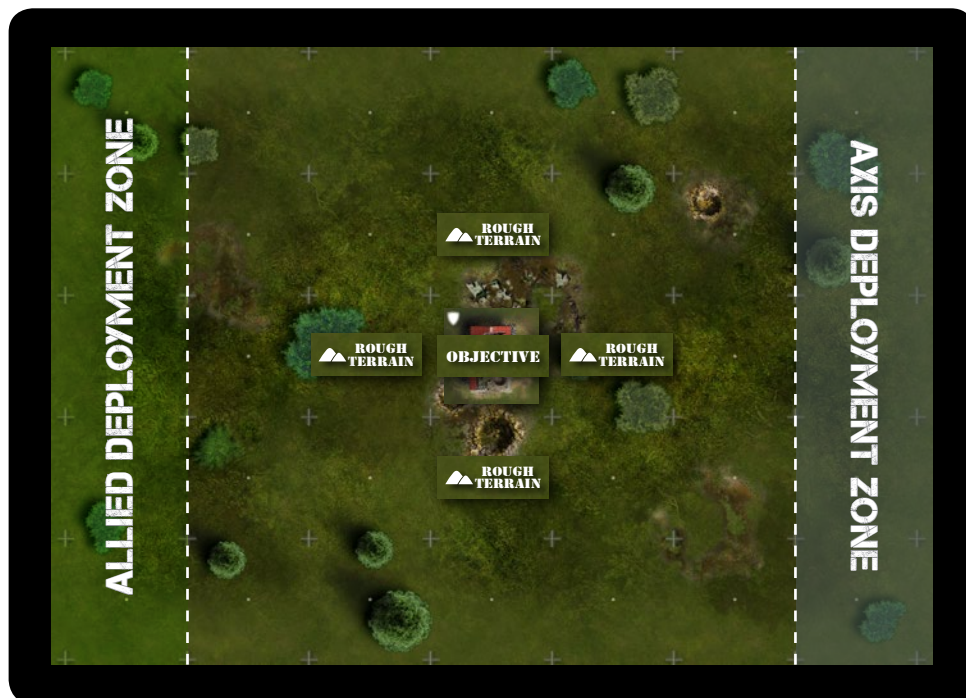 ALLIED DEPLOYMENT ZONE
ROUGH
TERRAIN
ROUGH
TERRAIN
OBJECTIVE
ROUGH
TERRAIN
ROUGH
TERRAIN
AXIS DEPLOYMENT ZONE